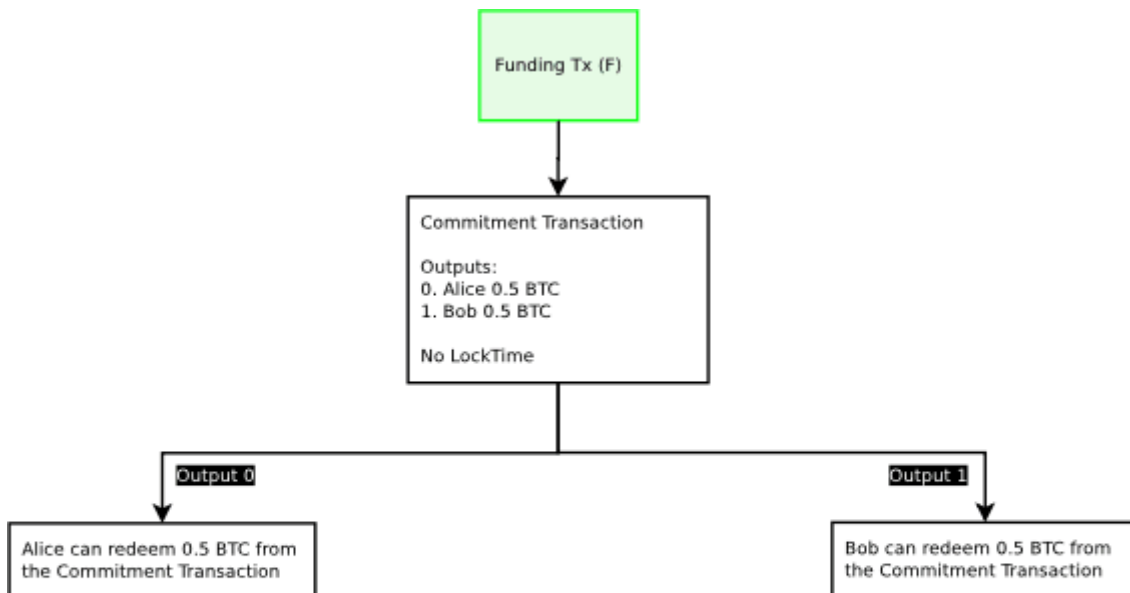 Funding Tx (F)
Commitment Transaction
Outputs:
0. Alice 0.5 BTC
1. Bob 0.5 BTC
No LockTime
Output 0
Output 1
Alice can redeem 0.5 BTC from
the Commitment Transaction
Bob can redeem 0.5 BTC from
the Commitment Transaction